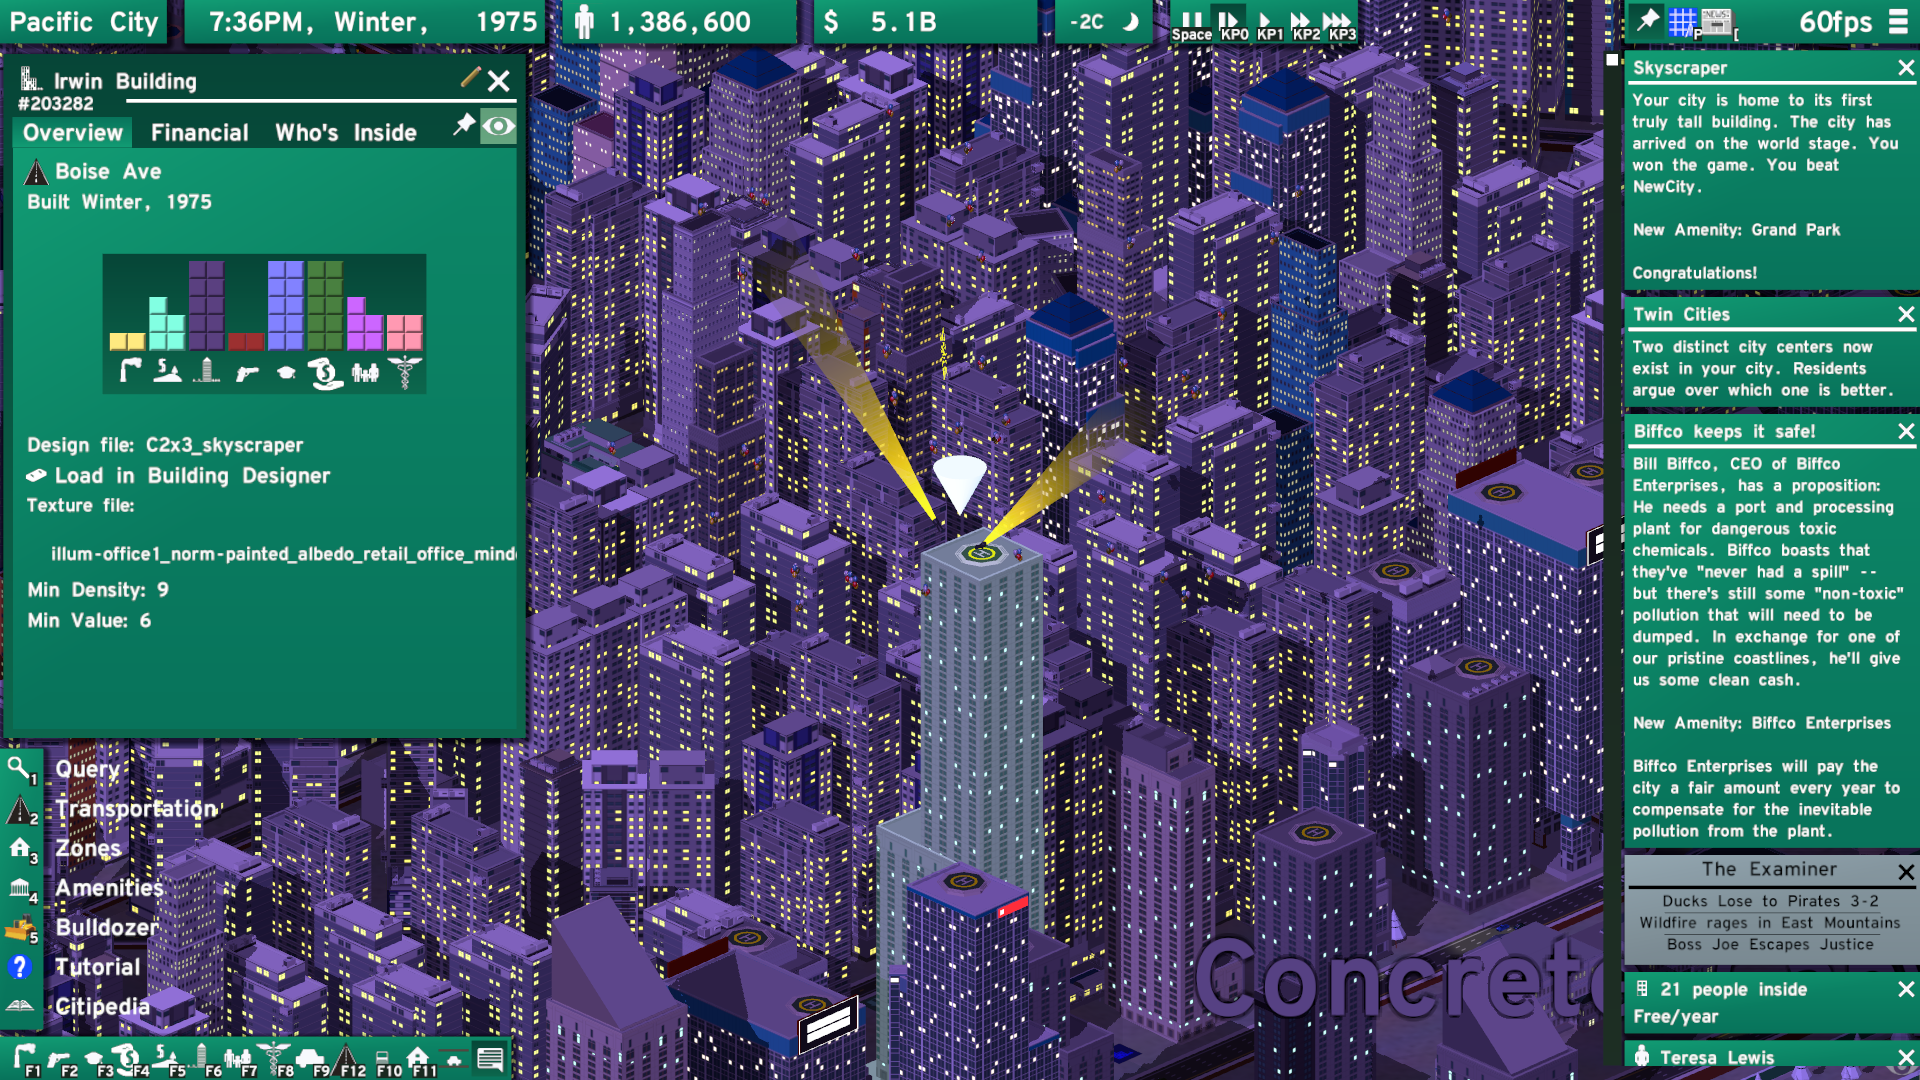 Pacific City
7:36PM, Winter, 1975
1,386,600
$ 5.1B
-2C
Space KP0 KP1 KP2 KP3
P
NEWS
[
60fps
Irwin Building
#203282
Overview Financial Who's Inside
Boise Ave
Built Winter, 1975
Design file: C2x3_skyscraper
Load in Building Designer
Texture file:
illum-office1_norm-painted_albedo_retail_office_mind
Min Density: 9
Min Value: 6
1 Query
2 Transportation
3 Zones
4 Amenities
5 Bulldozer
? Tutorial
Citipedia
F1 F2 F3 F4 F5 F6 F7 F8 F9 F12 F10 F11
Concrete
Skyscraper
Your city is home to its first
truly tall building. The city has
arrived on the world stage. You
won the game. You beat
NewCity.
New Amenity: Grand Park
Congratulations!
Twin Cities
Two distinct city centers now
exist in your city. Residents
argue over which one is better.
Biffco keeps it safe!
Bill Biffco, CEO of Biffco
Enterprises, has a proposition:
He needs a port and processing
plant for dangerous toxic
chemicals. Biffco boasts that
they've "never had a spill" --
but there's still some "non-toxic"
pollution that will need to be
dumped. In exchange for one of
our pristine coastlines, he'll give
us some clean cash.
New Amenity: Biffco Enterprises
Biffco Enterprises will pay the
city a fair amount every year to
compensate for the inevitable
pollution from the plant.
The Examiner
Ducks Lose to Pirates 3-2
Wildfire rages in East Mountains
Boss Joe Escapes Justice
21 people inside
Free/year
Teresa Lewis